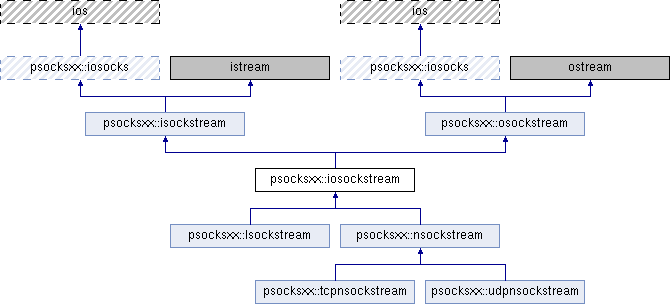 ios
ios
psocksxx::iosocks
istream
psocksxx::iosocks
ostream
psocksxx::isockstream
psocksxx::osockstream
psocksxx::iosockstream
psocksxx::lsockstream
psocksxx::nsockstream
psocksxx::tcpnsockstream
psocksxx::udpnsockstream